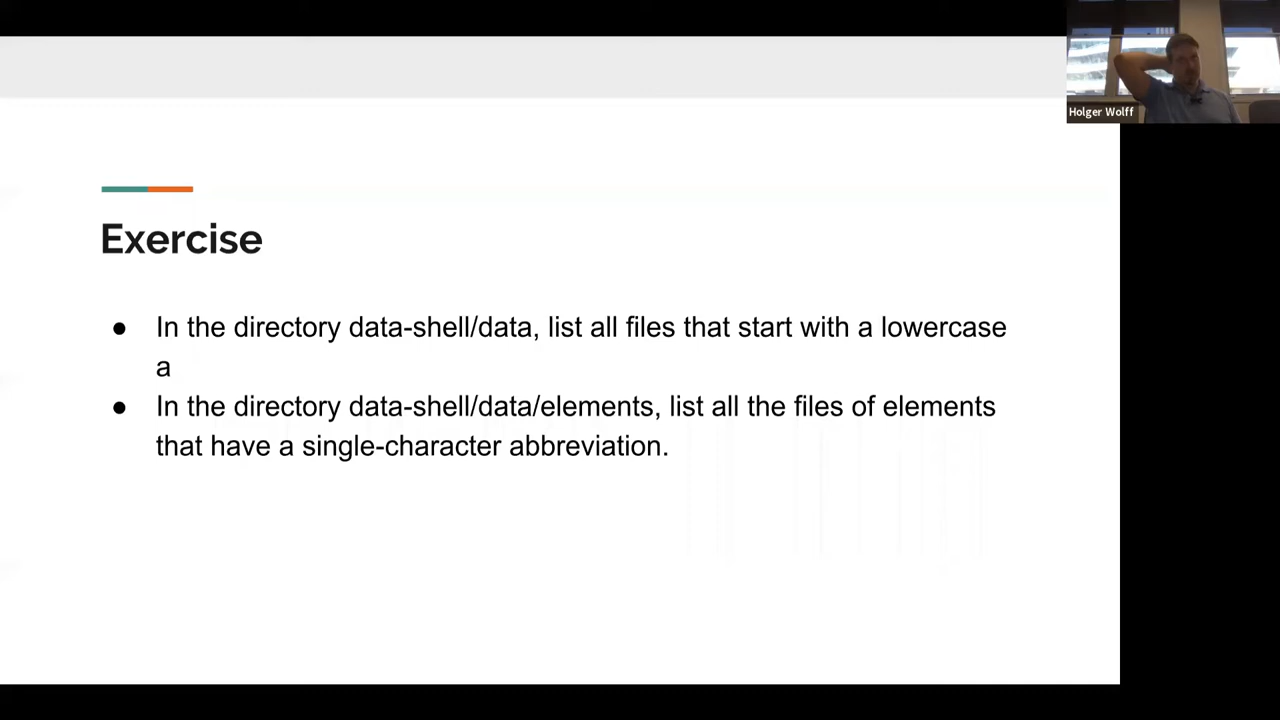 Holger Wolff
Exercise
● In the directory data-shell/data, list all files that start with a lowercase
a
● In the directory data-shell/data/elements, list all the files of elements
that have a single-character abbreviation.